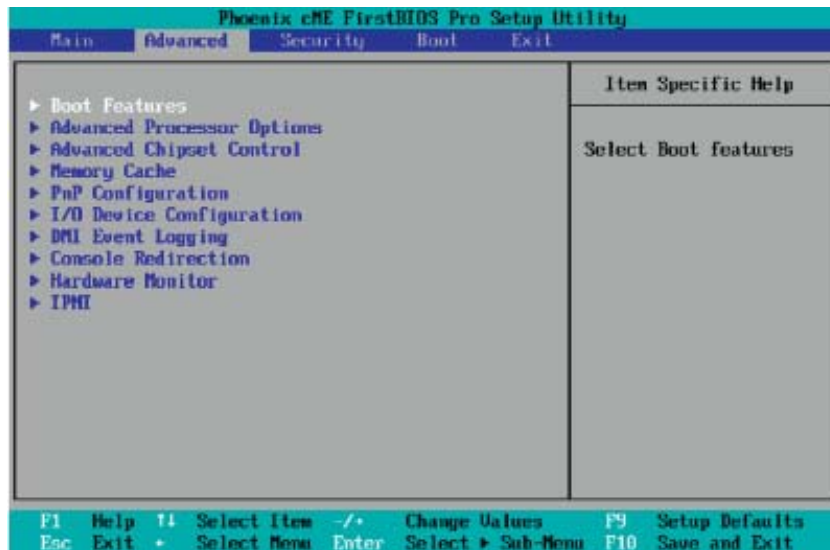 Phoenix cME FirstBIOS Pro Setup Utility
Main Advanced Security Boot Exit
Item Specific Help
▶ Boot Features
▶ Advanced Processor Options
▶ Advanced Chipset Control
Select Boot features
▶ Memory Cache
▶ PnP Configuration
▶ I/O Device Configuration
▶ DMI Event Logging
▶ Console Redirection
▶ Hardware Monitor
▶ IPMI
F1 Help ↑↓ Select Item -/+ Change Values F9 Setup Defaults
Esc Exit Select Menu Enter Select ▶ Sub-Menu F10 Save and Exit